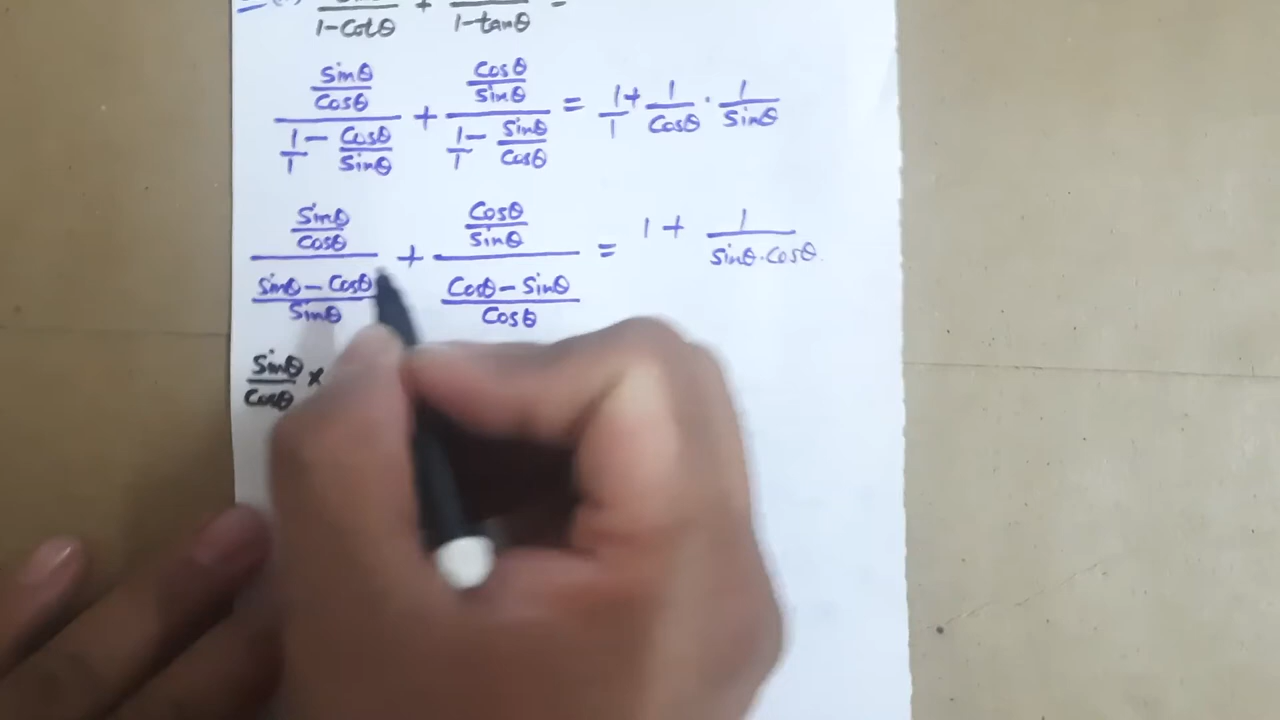 1-cotθ + 1-tanθ =
sinθ/cosθ / 1/1 - cosθ/sinθ + cosθ/sinθ / 1/1 - sinθ/cosθ = 1/1 + 1/cosθ · 1/sinθ
sinθ/cosθ / sinθ - cosθ/sinθ + cosθ/sinθ / cosθ - sinθ/cosθ = 1 + 1/sinθ·cosθ
sinθ/cosθ ×